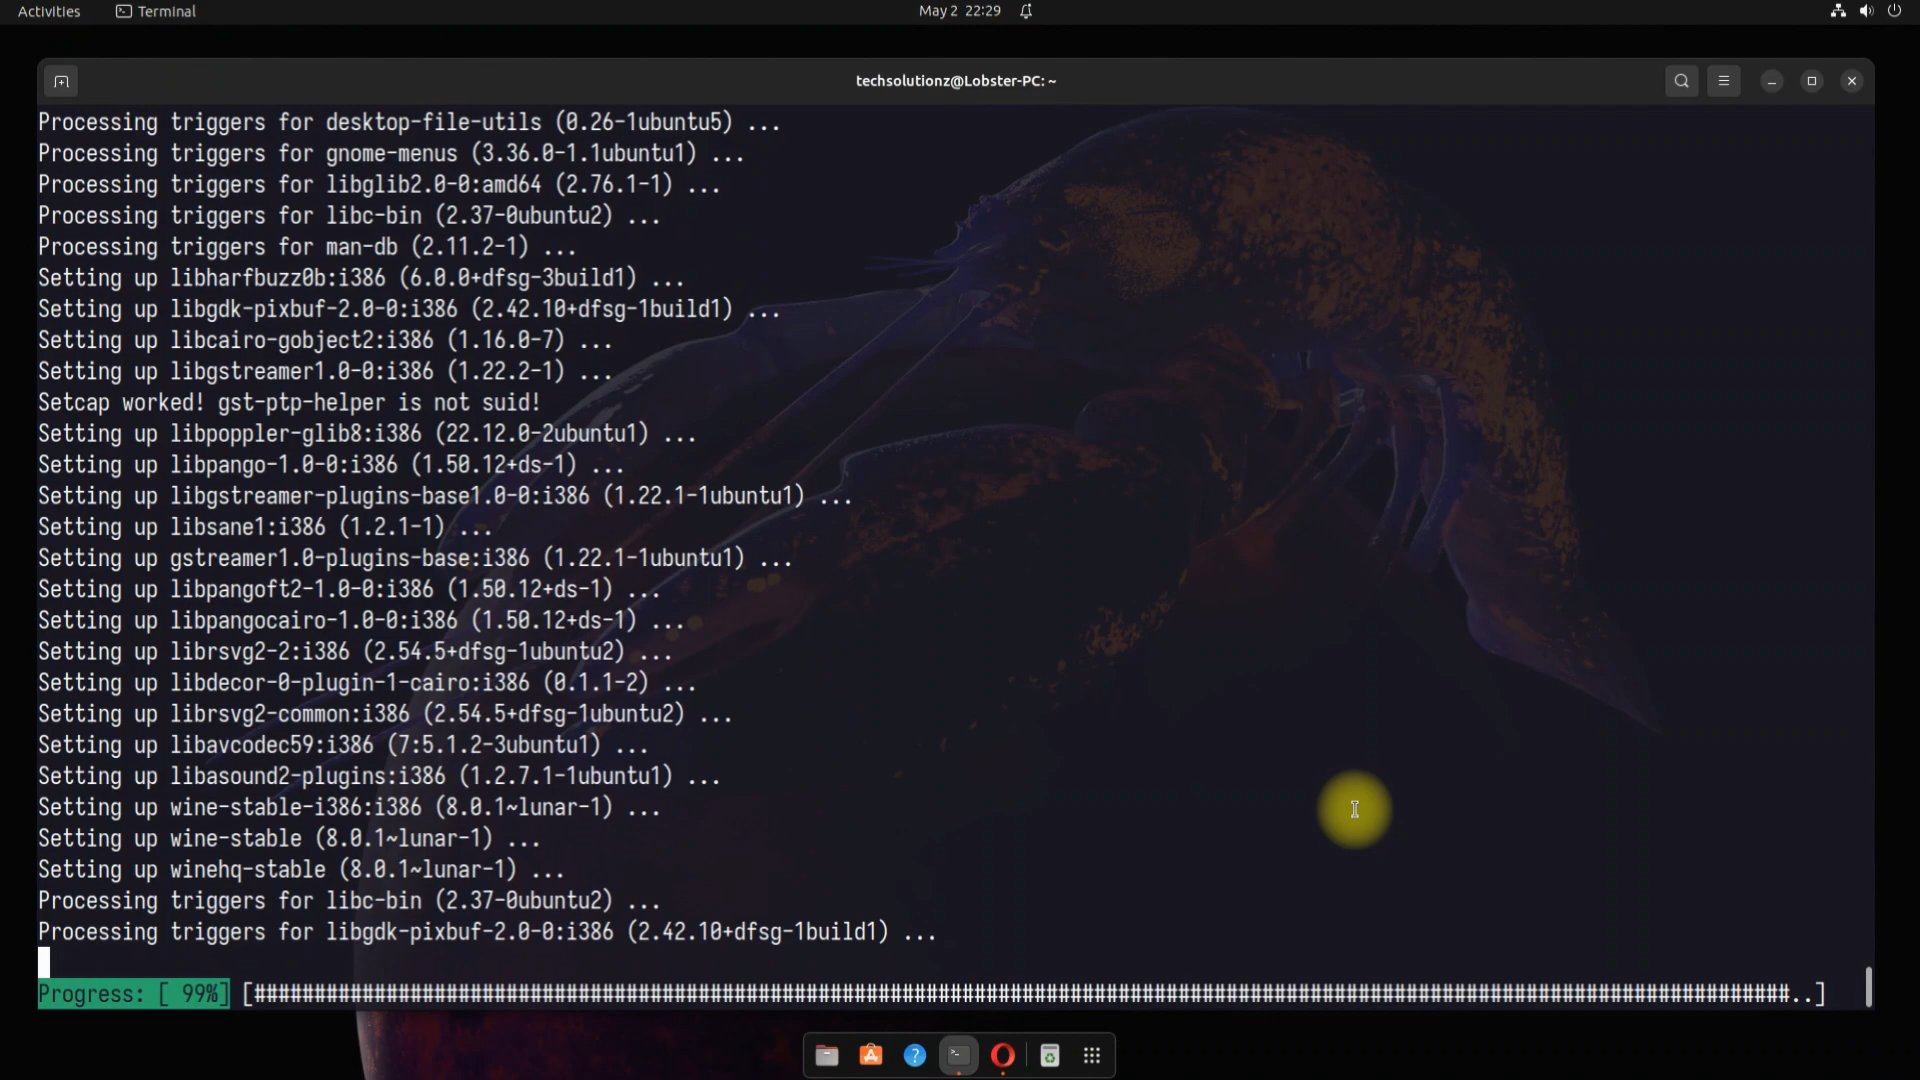 Activities Terminal May 2 22:29
techsolutionz@Lobster-PC: ~
Processing triggers for desktop-file-utils (0.26-1ubuntu5) ...
Processing triggers for gnome-menus (3.36.0-1.1ubuntu1) ...
Processing triggers for libglib2.0-0:amd64 (2.76.1-1) ...
Processing triggers for libc-bin (2.37-0ubuntu2) ...
Processing triggers for man-db (2.11.2-1) ...
Setting up libharfbuzz0b:i386 (6.0.0+dfsg-3build1) ...
Setting up libgdk-pixbuf-2.0-0:i386 (2.42.10+dfsg-1build1) ...
Setting up libcairo-gobject2:i386 (1.16.0-7) ...
Setting up libgstreamer1.0-0:i386 (1.22.2-1) ...
Setcap worked! gst-ptp-helper is not suid!
Setting up libpoppler-glib8:i386 (22.12.0-2ubuntu1) ...
Setting up libpango-1.0-0:i386 (1.50.12+ds-1) ...
Setting up libgstreamer-plugins-base1.0-0:i386 (1.22.1-1ubuntu1) ...
Setting up libsane1:i386 (1.2.1-1) ...
Setting up gstreamer1.0-plugins-base:i386 (1.22.1-1ubuntu1) ...
Setting up libpangoft2-1.0-0:i386 (1.50.12+ds-1) ...
Setting up libpangocairo-1.0-0:i386 (1.50.12+ds-1) ...
Setting up librsvg2-2:i386 (2.54.5+dfsg-1ubuntu2) ...
Setting up libdecor-0-plugin-1-cairo:i386 (0.1.1-2) ...
Setting up librsvg2-common:i386 (2.54.5+dfsg-1ubuntu2) ...
Setting up libavcodec59:i386 (7:5.1.2-3ubuntu1) ...
Setting up libasound2-plugins:i386 (1.2.7.1-1ubuntu1) ...
Setting up wine-stable-i386:i386 (8.0.1~lunar-1) ...
Setting up wine-stable (8.0.1~lunar-1) ...
Setting up winehq-stable (8.0.1~lunar-1) ...
Processing triggers for libc-bin (2.37-0ubuntu2) ...
Processing triggers for libgdk-pixbuf-2.0-0:i386 (2.42.10+dfsg-1build1) ...
Progress: [ 99%] [################################################################################################################################..]